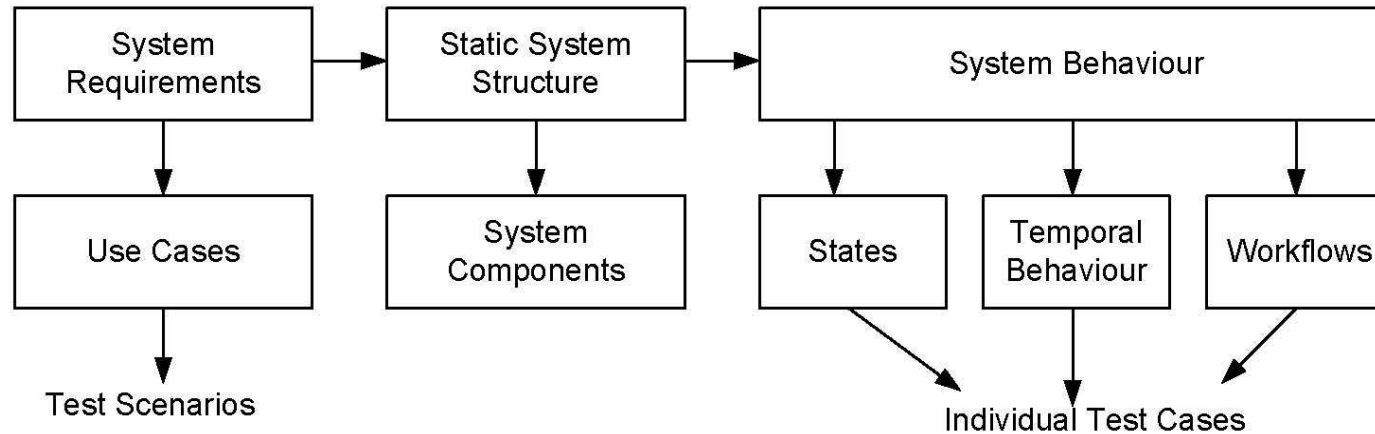 System
Requirements
Static System
Structure
System Behaviour
Use Cases
System
Components
States
Temporal
Behaviour
Workflows
Test Scenarios
Individual Test Cases